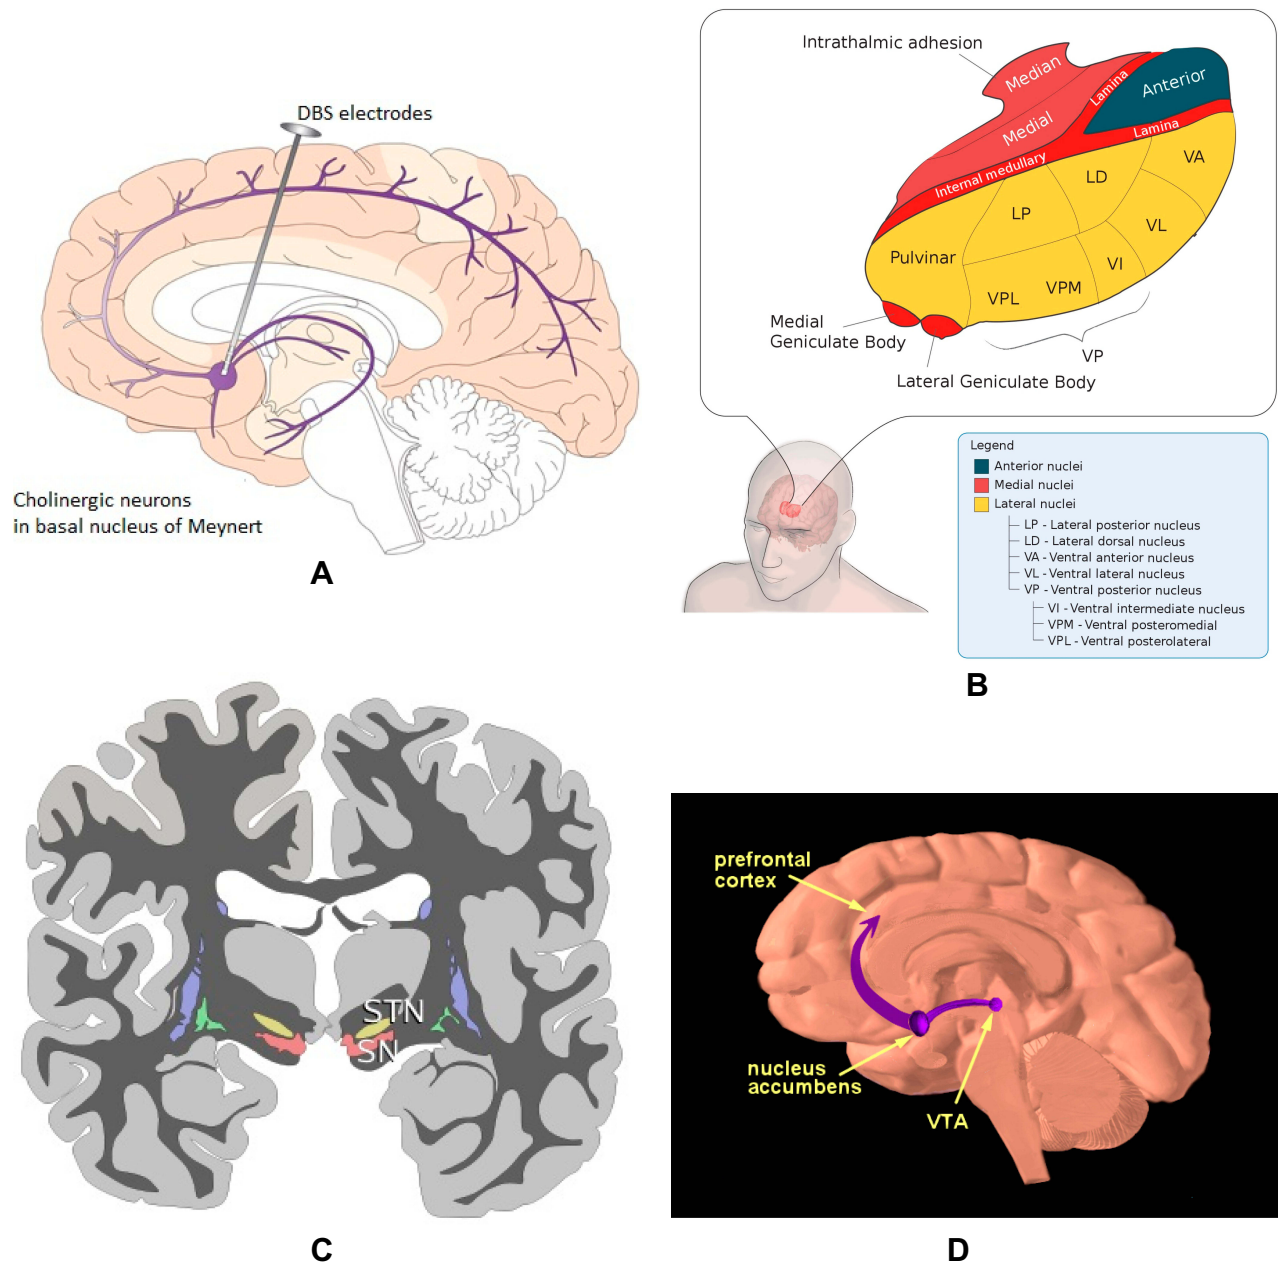 DBS electrodes
Cholinergic neurons
in basal nucleus of Meynert
A
Intrathalmic adhesion
Median
Lamina
Anterior
Medial
Lamina
Internal medullary
VA
LD
LP
VL
Pulvinar
VI
VPM
VPL
Medial
Geniculate Body
VP
Lateral Geniculate Body
Legend
Anterior nuclei
Medial nuclei
Lateral nuclei
LP - Lateral posterior nucleus
LD - Lateral dorsal nucleus
VA - Ventral anterior nucleus
VL - Ventral lateral nucleus
VP - Ventral posterior nucleus
VI - Ventral intermediate nucleus
VPM - Ventral posteromedial
VPL - Ventral posterolateral
B
STN
SN
C
prefrontal
cortex
nucleus
accumbens
VTA
D